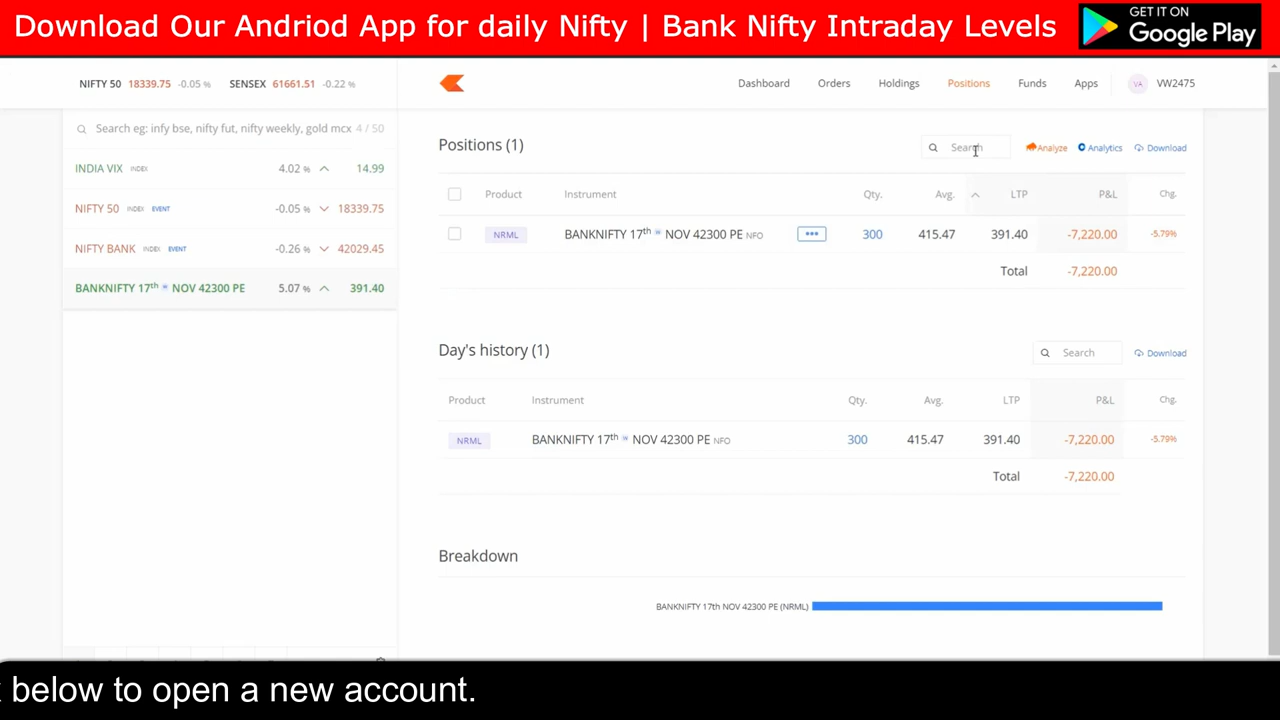 Download Our Andriod App for daily Nifty | Bank Nifty Intraday Levels
GET IT ON
Google Play
NIFTY 50 18339.75 -0.05 % SENSEX 61661.51 -0.22 %
Dashboard Orders Holdings Positions Funds Apps VA VW2475
Search eg: infy bse, nifty fut, nifty weekly, gold mcx 4 / 50
INDIA VIX INDEX 4.02 % 14.99
NIFTY 50 INDEX EVENT -0.05 % 18339.75
NIFTY BANK INDEX EVENT -0.26 % 42029.45
BANKNIFTY 17th W NOV 42300 PE 5.07 % 391.40
Positions (1)
Search Analyze Analytics Download
Product Instrument Qty. Avg. LTP P&L Chg.
NRML BANKNIFTY 17th W NOV 42300 PE NFO ••• 300 415.47 391.40 -7,220.00 -5.79%
Total -7,220.00
Day's history (1)
Search Download
Product Instrument Qty. Avg. LTP P&L Chg.
NRML BANKNIFTY 17th W NOV 42300 PE NFO 300 415.47 391.40 -7,220.00 -5.79%
Total -7,220.00
Breakdown
BANKNIFTY 17th NOV 42300 PE (NRML)
below to open a new account.